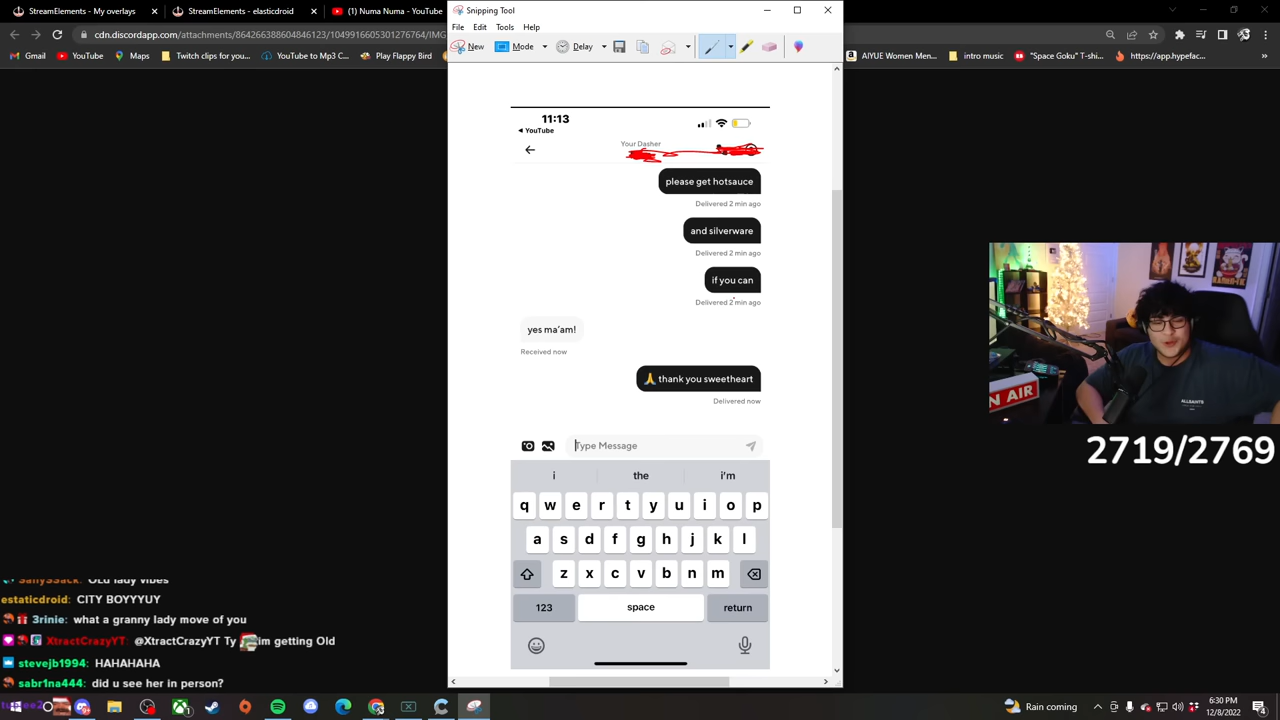 StreamElements - My overlays
StreamElements - elasticdroid
(1) Numa Numa - YouTube
cdn.discordapp.com/attachments/864266386860484
Gmail
YouTube
Maps
Twitch clips for you...
YouTube to Mp3 C...
Play Flappy Bird
AIYUE Women Men...
intro music
"Space Goku" T-shi...
https://app.hypefac...
Snipping Tool
File Edit Tools Help
New Mode Delay
11:13
YouTube
Your Dasher
please get hotsauce
Delivered 2 min ago
and silverware
Delivered 2 min ago
if you can
Delivered 2 min ago
yes ma'am!
Received now
🙏 thank you sweetheart
Delivered now
Type Message
i the i'm
q w e r t y u i o p
a s d f g h j k l
z x c v b n m
123 space return
ALLSAINTS
ON AIR
2719/2769
OLd lady vibes
estaticdroid: CITY BOYYYUY
3rinie: what a granny lady move of you
XtractCrazyYT: @XtractCrazyYT Ty im getting Old
stevejb1994: HAHAHAHA
sabr1na444: did u see her in person?
Rain coming
6:30 PM
12/8/2022